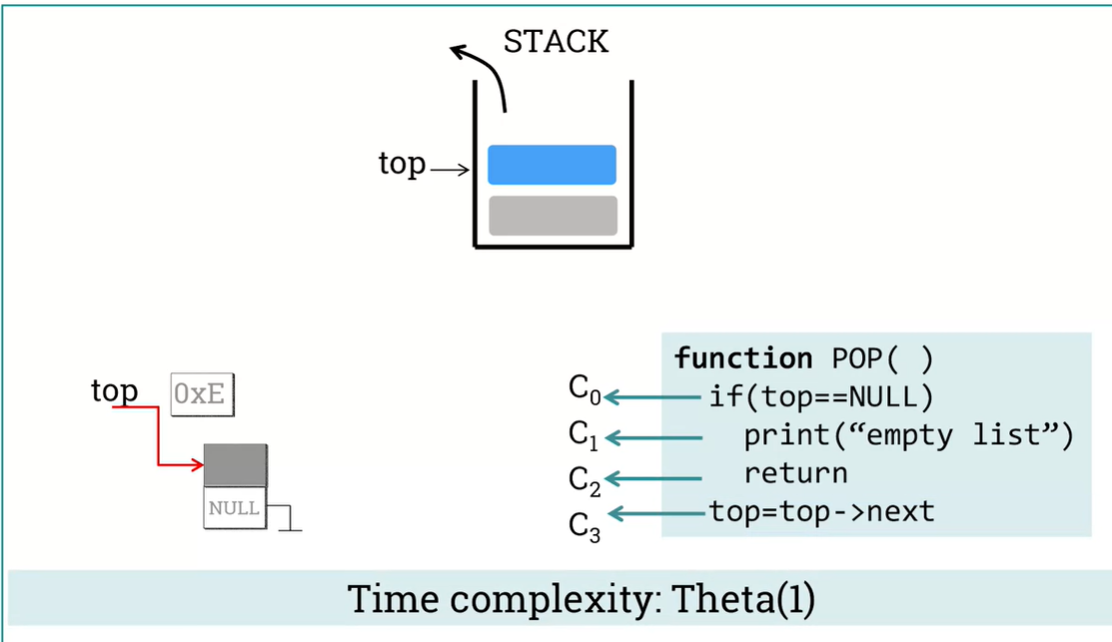 STACK
top
top
0xE
NULL
C₀
C₁
C₂
C₃
function POP( )
if(top==NULL)
print(“empty list”)
return
top=top->next
Time complexity: Theta(1)